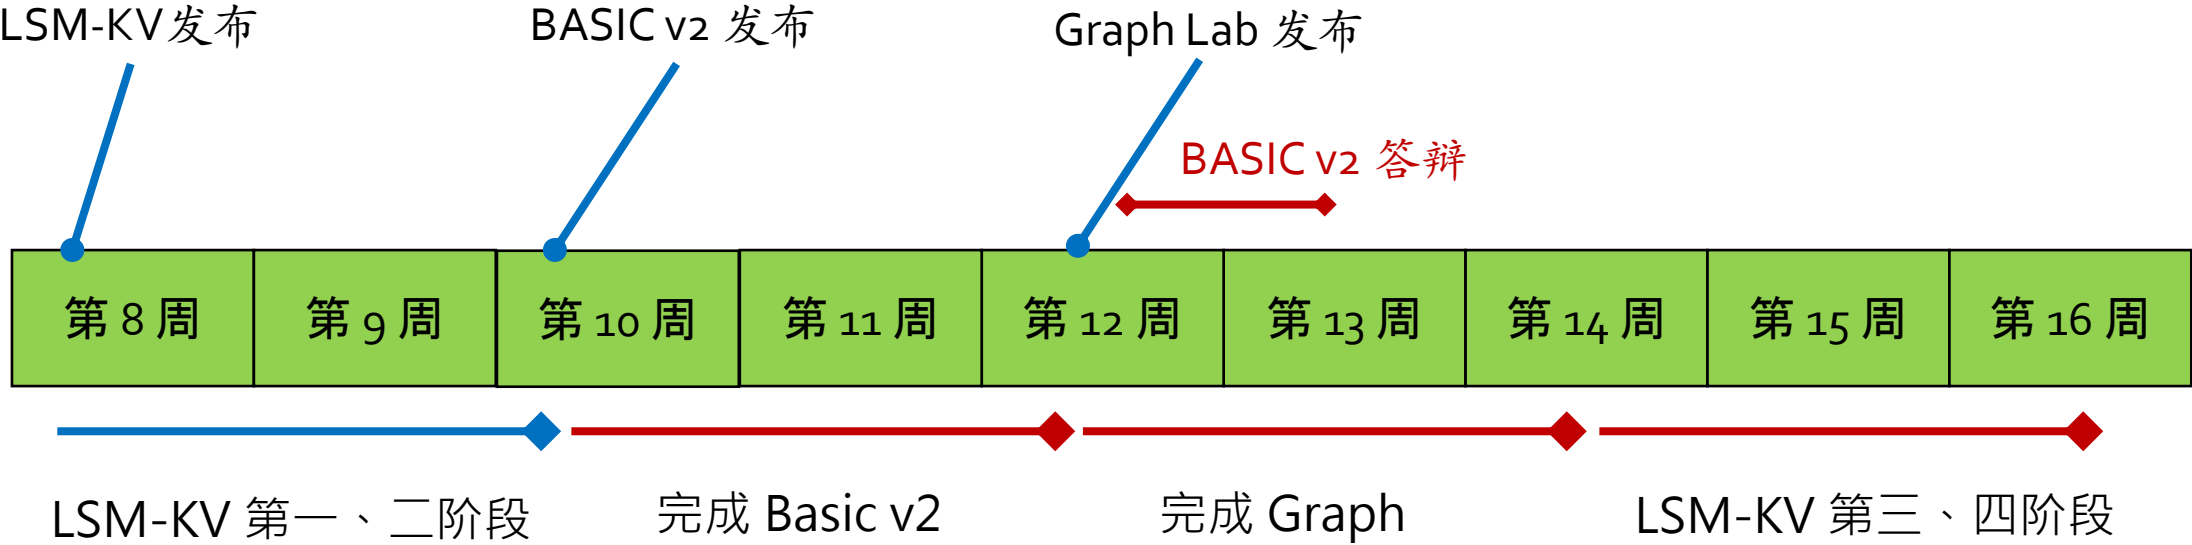 LSM-KV发布
BASIC v2 发布
Graph Lab 发布
BASIC v2 答辩
第 8 周
第 9 周
第 10 周
第 11 周
第 12 周
第 13 周
第 14 周
第 15 周
第 16 周
LSM-KV 第一、二阶段
完成 Basic v2
完成 Graph
LSM-KV 第三、四阶段